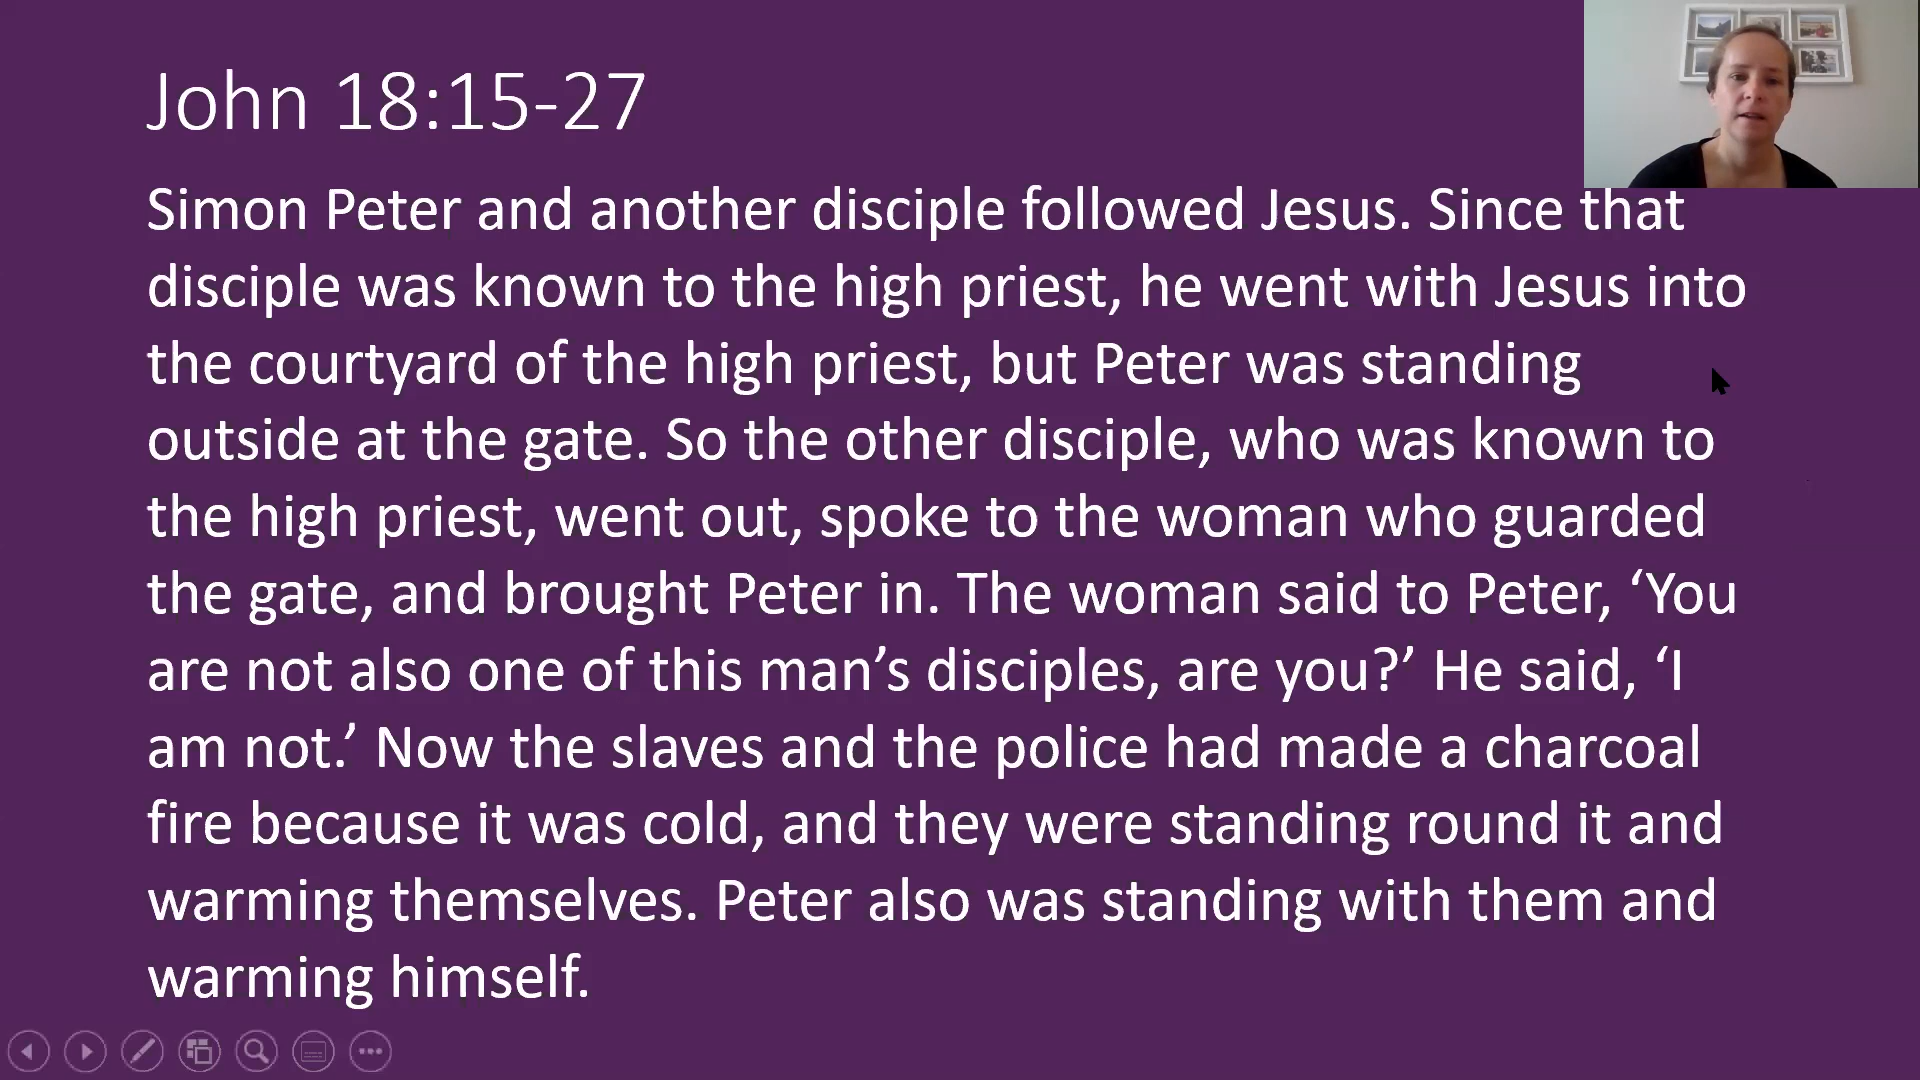 John 18:15-27
Simon Peter and another disciple followed Jesus. Since that
disciple was known to the high priest, he went with Jesus into
the courtyard of the high priest, but Peter was standing
outside at the gate. So the other disciple, who was known to
the high priest, went out, spoke to the woman who guarded
the gate, and brought Peter in. The woman said to Peter, ‘You
are not also one of this man’s disciples, are you?’ He said, ‘I
am not.’ Now the slaves and the police had made a charcoal
fire because it was cold, and they were standing round it and
warming themselves. Peter also was standing with them and
warming himself.